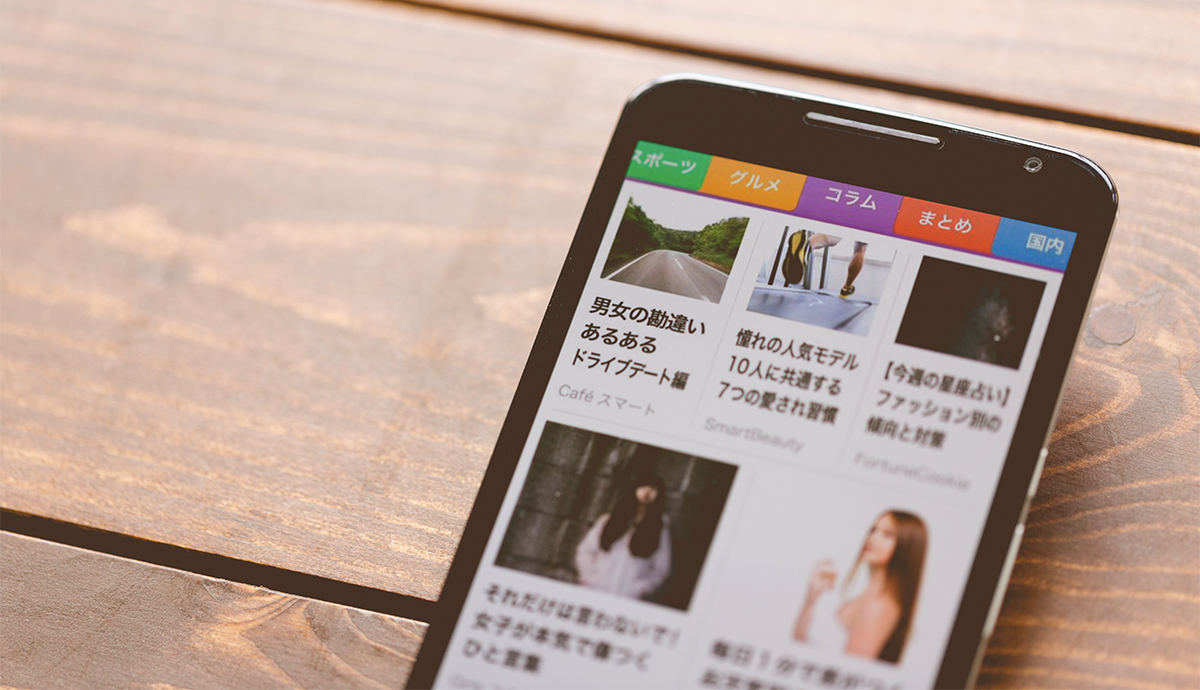 スポーツ
グルメ
コラム
まとめ
国内
男女の勘違い
あるある
ドライブデート編
Café スマート
憧れの人気モデル
10人に共通する
7つの愛され習慣
SmartBeauty
【今週の星座占い】
ファッション別の
傾向と対策
FortuneCookie
それだけは言わないで!
女子が本気で傷つく
ひと言集
毎日1分で